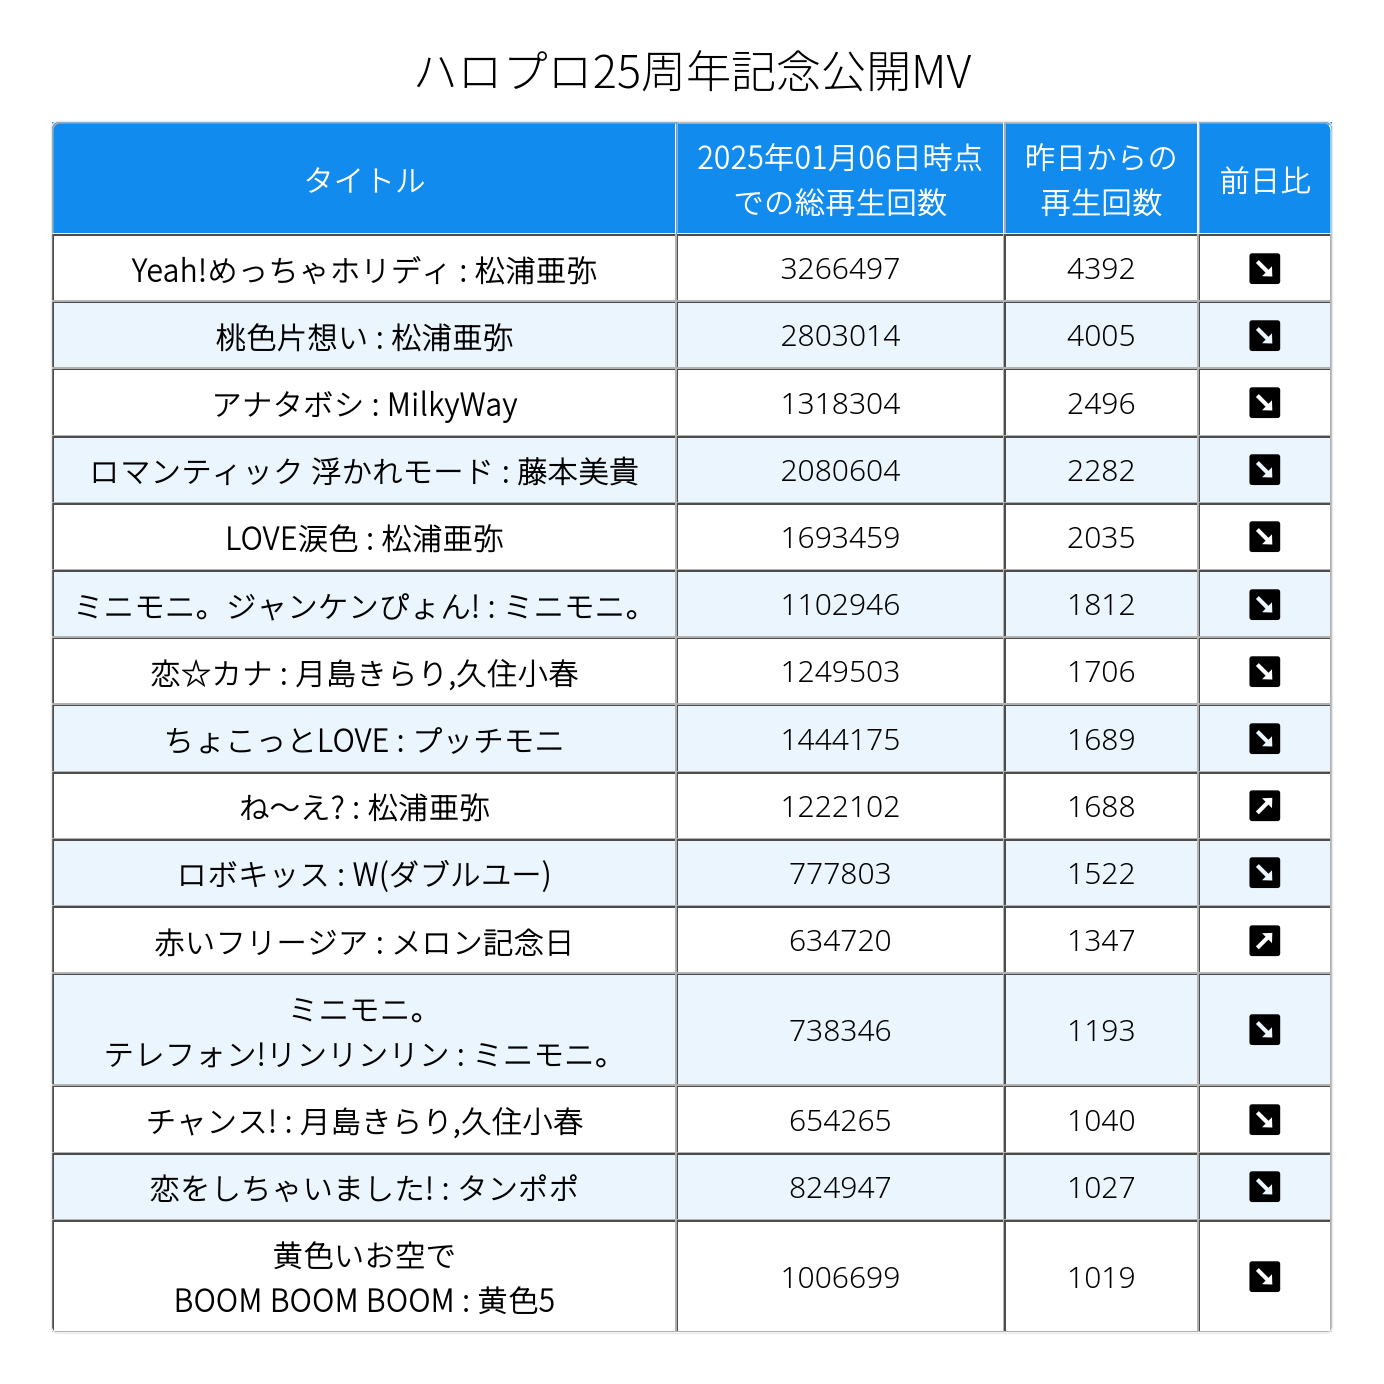 ハロプロ25周年記念公開MV
タイトル
2025年01月06日時点
での総再生回数
昨日からの
再生回数
前日比
Yeah!めっちゃホリディ : 松浦亜弥 3266497 4392 ↘
桃色片想い : 松浦亜弥 2803014 4005 ↘
アナタボシ : MilkyWay 1318304 2496 ↘
ロマンティック 浮かれモード : 藤本美貴 2080604 2282 ↘
LOVE涙色 : 松浦亜弥 1693459 2035 ↘
ミニモニ。ジャンケンぴょん! : ミニモニ。 1102946 1812 ↘
恋☆カナ : 月島きらり,久住小春 1249503 1706 ↘
ちょこっとLOVE : プッチモニ 1444175 1689 ↘
ね～え? : 松浦亜弥 1222102 1688 ↗
ロボキッス : W(ダブルユー) 777803 1522 ↘
赤いフリージア : メロン記念日 634720 1347 ↗
ミニモニ。
テレフォン!リンリンリン : ミニモニ。 738346 1193 ↘
チャンス! : 月島きらり,久住小春 654265 1040 ↘
恋をしちゃいました! : タンポポ 824947 1027 ↘
黄色いお空で
BOOM BOOM BOOM : 黄色5 1006699 1019 ↘